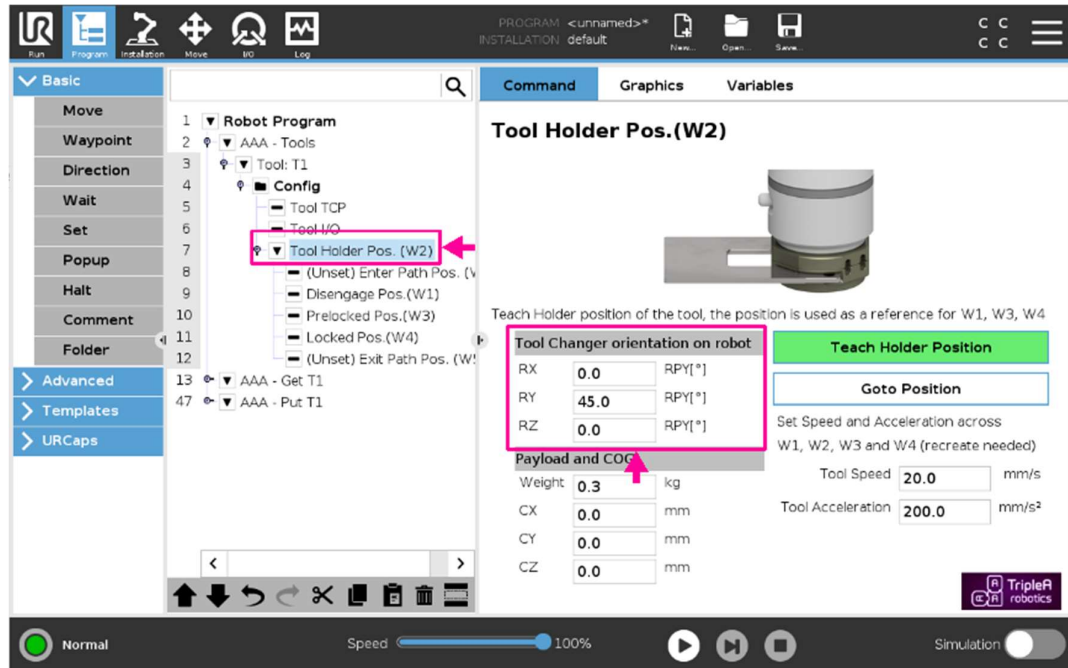 PROGRAM <unnamed>*
INSTALLATION default
UR
Run
Program
Installation
Move
I/O
Log
New...
Open...
Save...
C C
C C
Basic
Move
Waypoint
Direction
Wait
Set
Popup
Halt
Comment
Folder
Advanced
Templates
URCaps
1 Robot Program
2 AAA - Tools
3 Tool: T1
4 Config
5 Tool TCP
6 Tool I/O
7 Tool Holder Pos. (W2)
8 (Unset) Enter Path Pos. (
9 Disengage Pos.(W1)
10 Prelocked Pos.(W3)
11 Locked Pos.(W4)
12 (Unset) Exit Path Pos. (
13 AAA - Get T1
47 AAA - Put T1
Command Graphics Variables
Tool Holder Pos.(W2)
Teach Holder position of the tool, the position is used as a reference for W1, W3, W4
Tool Changer orientation on robot
RX 0.0 RPY[°]
RY 45.0 RPY[°]
RZ 0.0 RPY[°]
Payload and COG
Weight 0.3 kg
CX 0.0 mm
CY 0.0 mm
CZ 0.0 mm
Teach Holder Position
Goto Position
Set Speed and Acceleration across
W1, W2, W3 and W4 (recreate needed)
Tool Speed 20.0 mm/s
Tool Acceleration 200.0 mm/s²
A A A TripleA
robotics
Normal
Speed 100%
Simulation